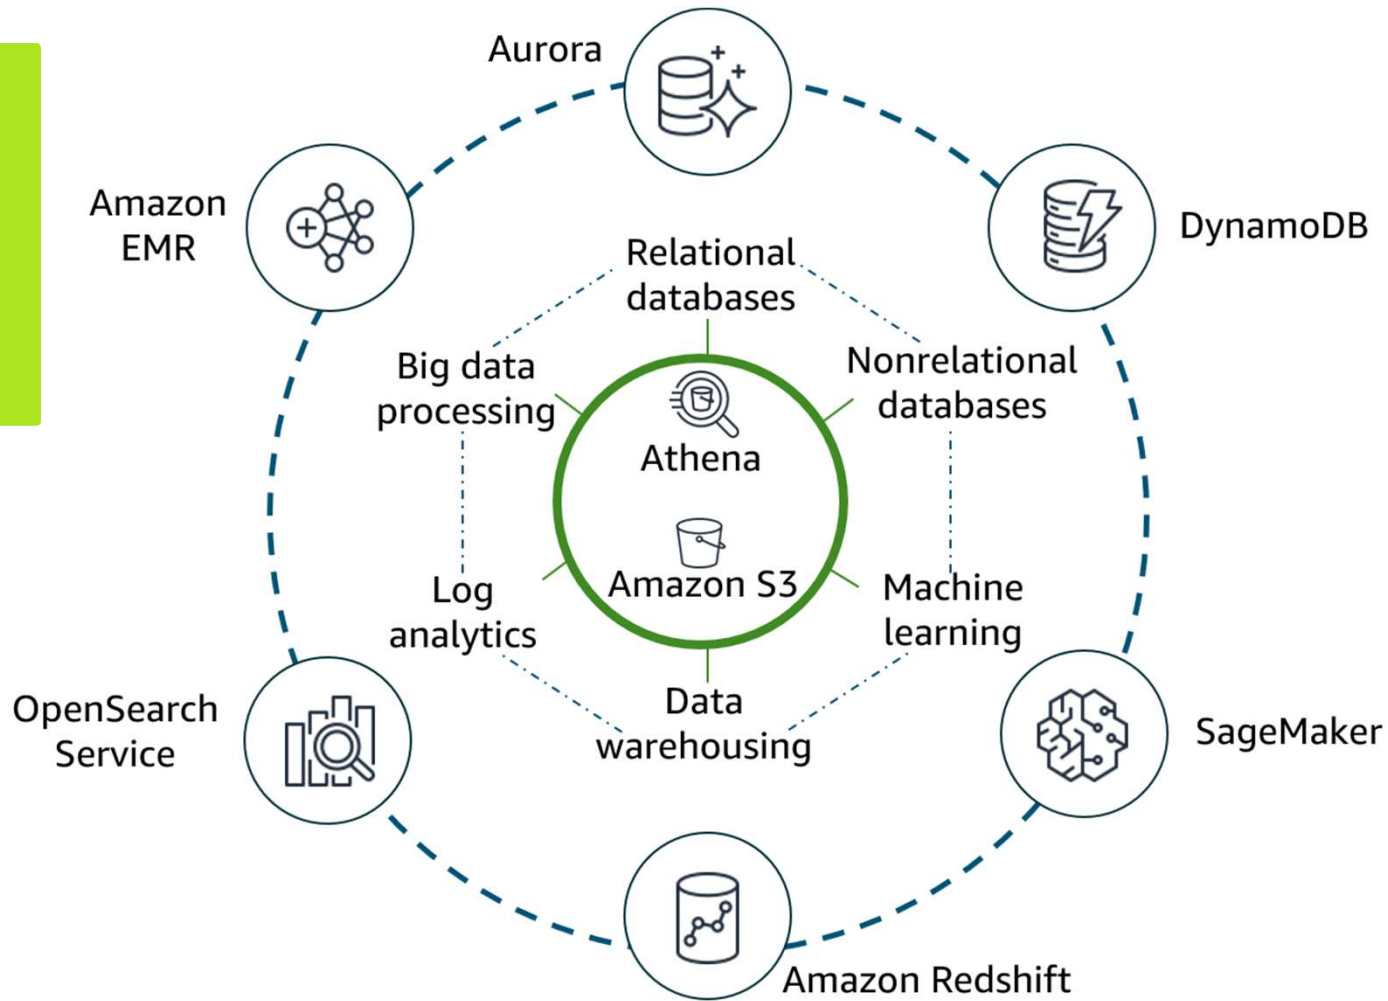 Aurora
Amazon
EMR
DynamoDB
Relational
databases
Big data
processing
Nonrelational
databases
Athena
Amazon S3
Log
analytics
Machine
learning
Data
warehousing
OpenSearch
Service
SageMaker
Amazon Redshift